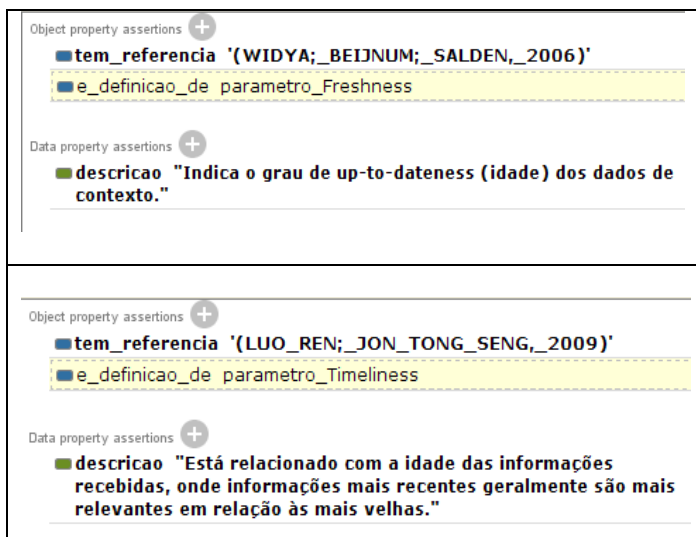 Object property assertions
tem_referencia '(WIDYA;_BEIJNUM;_SALDEN,_2006)'
e_definicao_de parametro_Freshness
Data property assertions
descricao "Indica o grau de up-to-dateness (idade) dos dados de
contexto."
Object property assertions
tem_referencia '(LUO_REN;_JON_TONG_SENG,_2009)'
e_definicao_de parametro_Timeliness
Data property assertions
descricao "Está relacionado com a idade das informações
recebidas, onde informações mais recentes geralmente são mais
relevantes em relação às mais velhas."